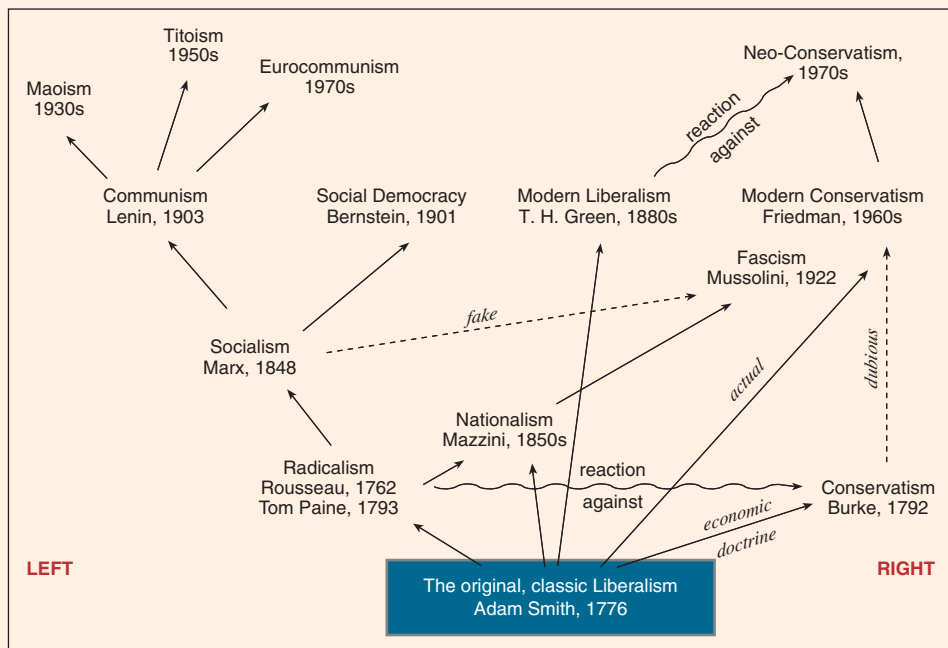 Titoism
1950s
Neo-Conservatism,
1970s
Eurocommunism
1970s
Maoism
1930s
reaction
against
Communism
Lenin, 1903
Social Democracy
Bernstein, 1901
Modern Liberalism
T. H. Green, 1880s
Modern Conservatism
Friedman, 1960s
Fascism
Mussolini, 1922
fake
Socialism
Marx, 1848
actual
dubious
Nationalism
Mazzini, 1850s
Radicalism
Rousseau, 1762
Tom Paine, 1793
reaction
against
Conservatism
Burke, 1792
economic
doctrine
LEFT
RIGHT
The original, classic Liberalism
Adam Smith, 1776